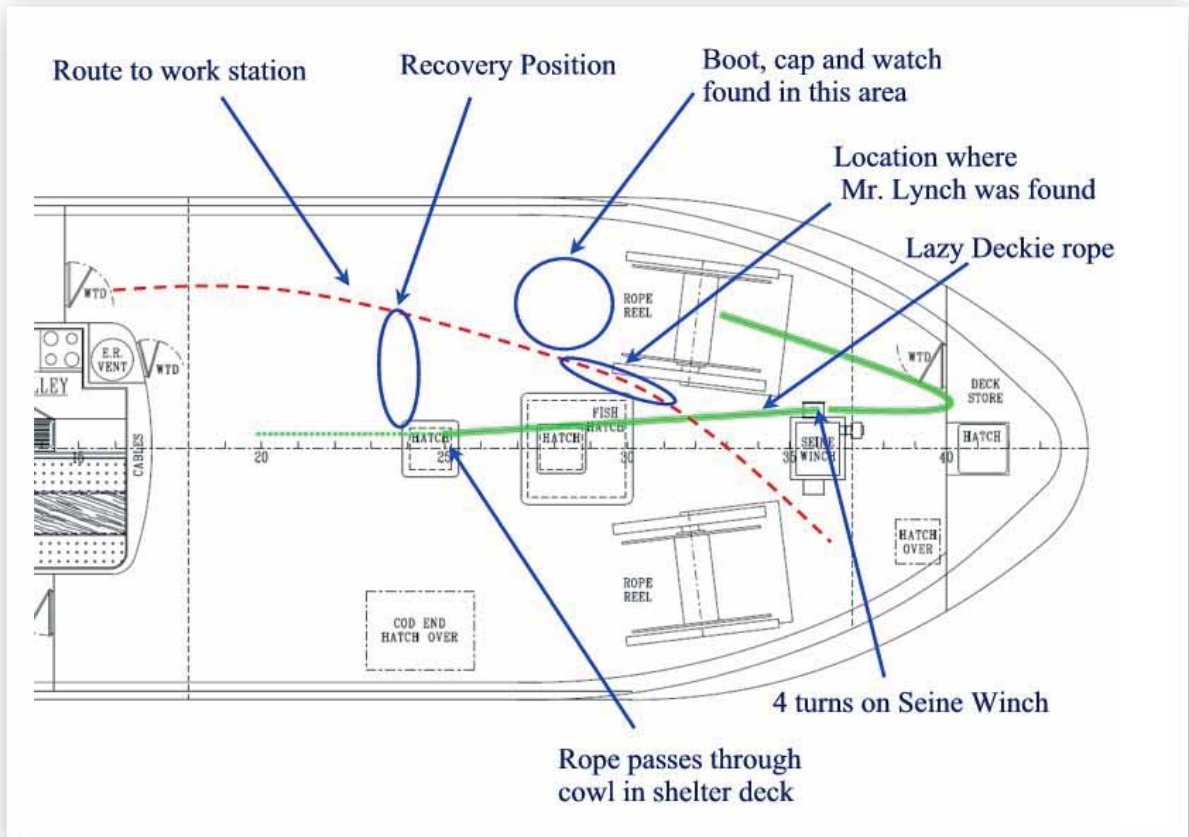 Route to work station
Recovery Position
Boot, cap and watch
found in this area
Location where
Mr. Lynch was found
Lazy Deckie rope
WTD
ROPE
REEL
WTD
E.R.
VENT
WTD
LLEY
DECK
STORE
FISH
HATCH
HATCH
HATCH
SEINE
WINCH
HATCH
CABLES
20
25
30
35
40
HATCH
OVER
ROPE
REEL
COD END
HATCH OVER
4 turns on Seine Winch
Rope passes through
cowl in shelter deck